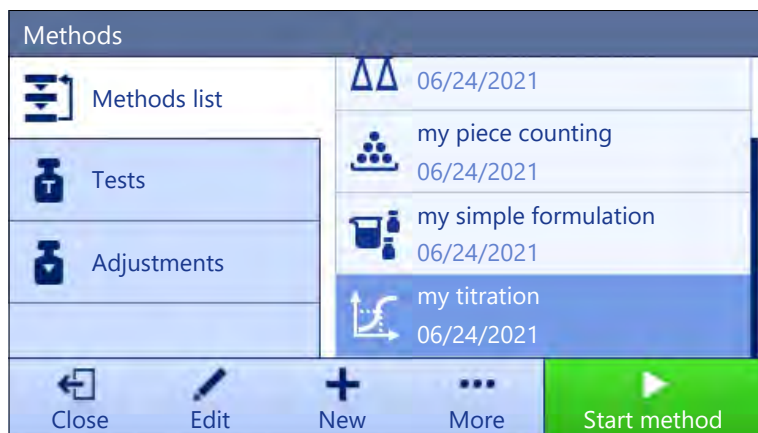 Methods
Methods list
Tests
Adjustments
06/24/2021
my piece counting
06/24/2021
my simple formulation
06/24/2021
my titration
06/24/2021
Close
Edit
New
More
Start method